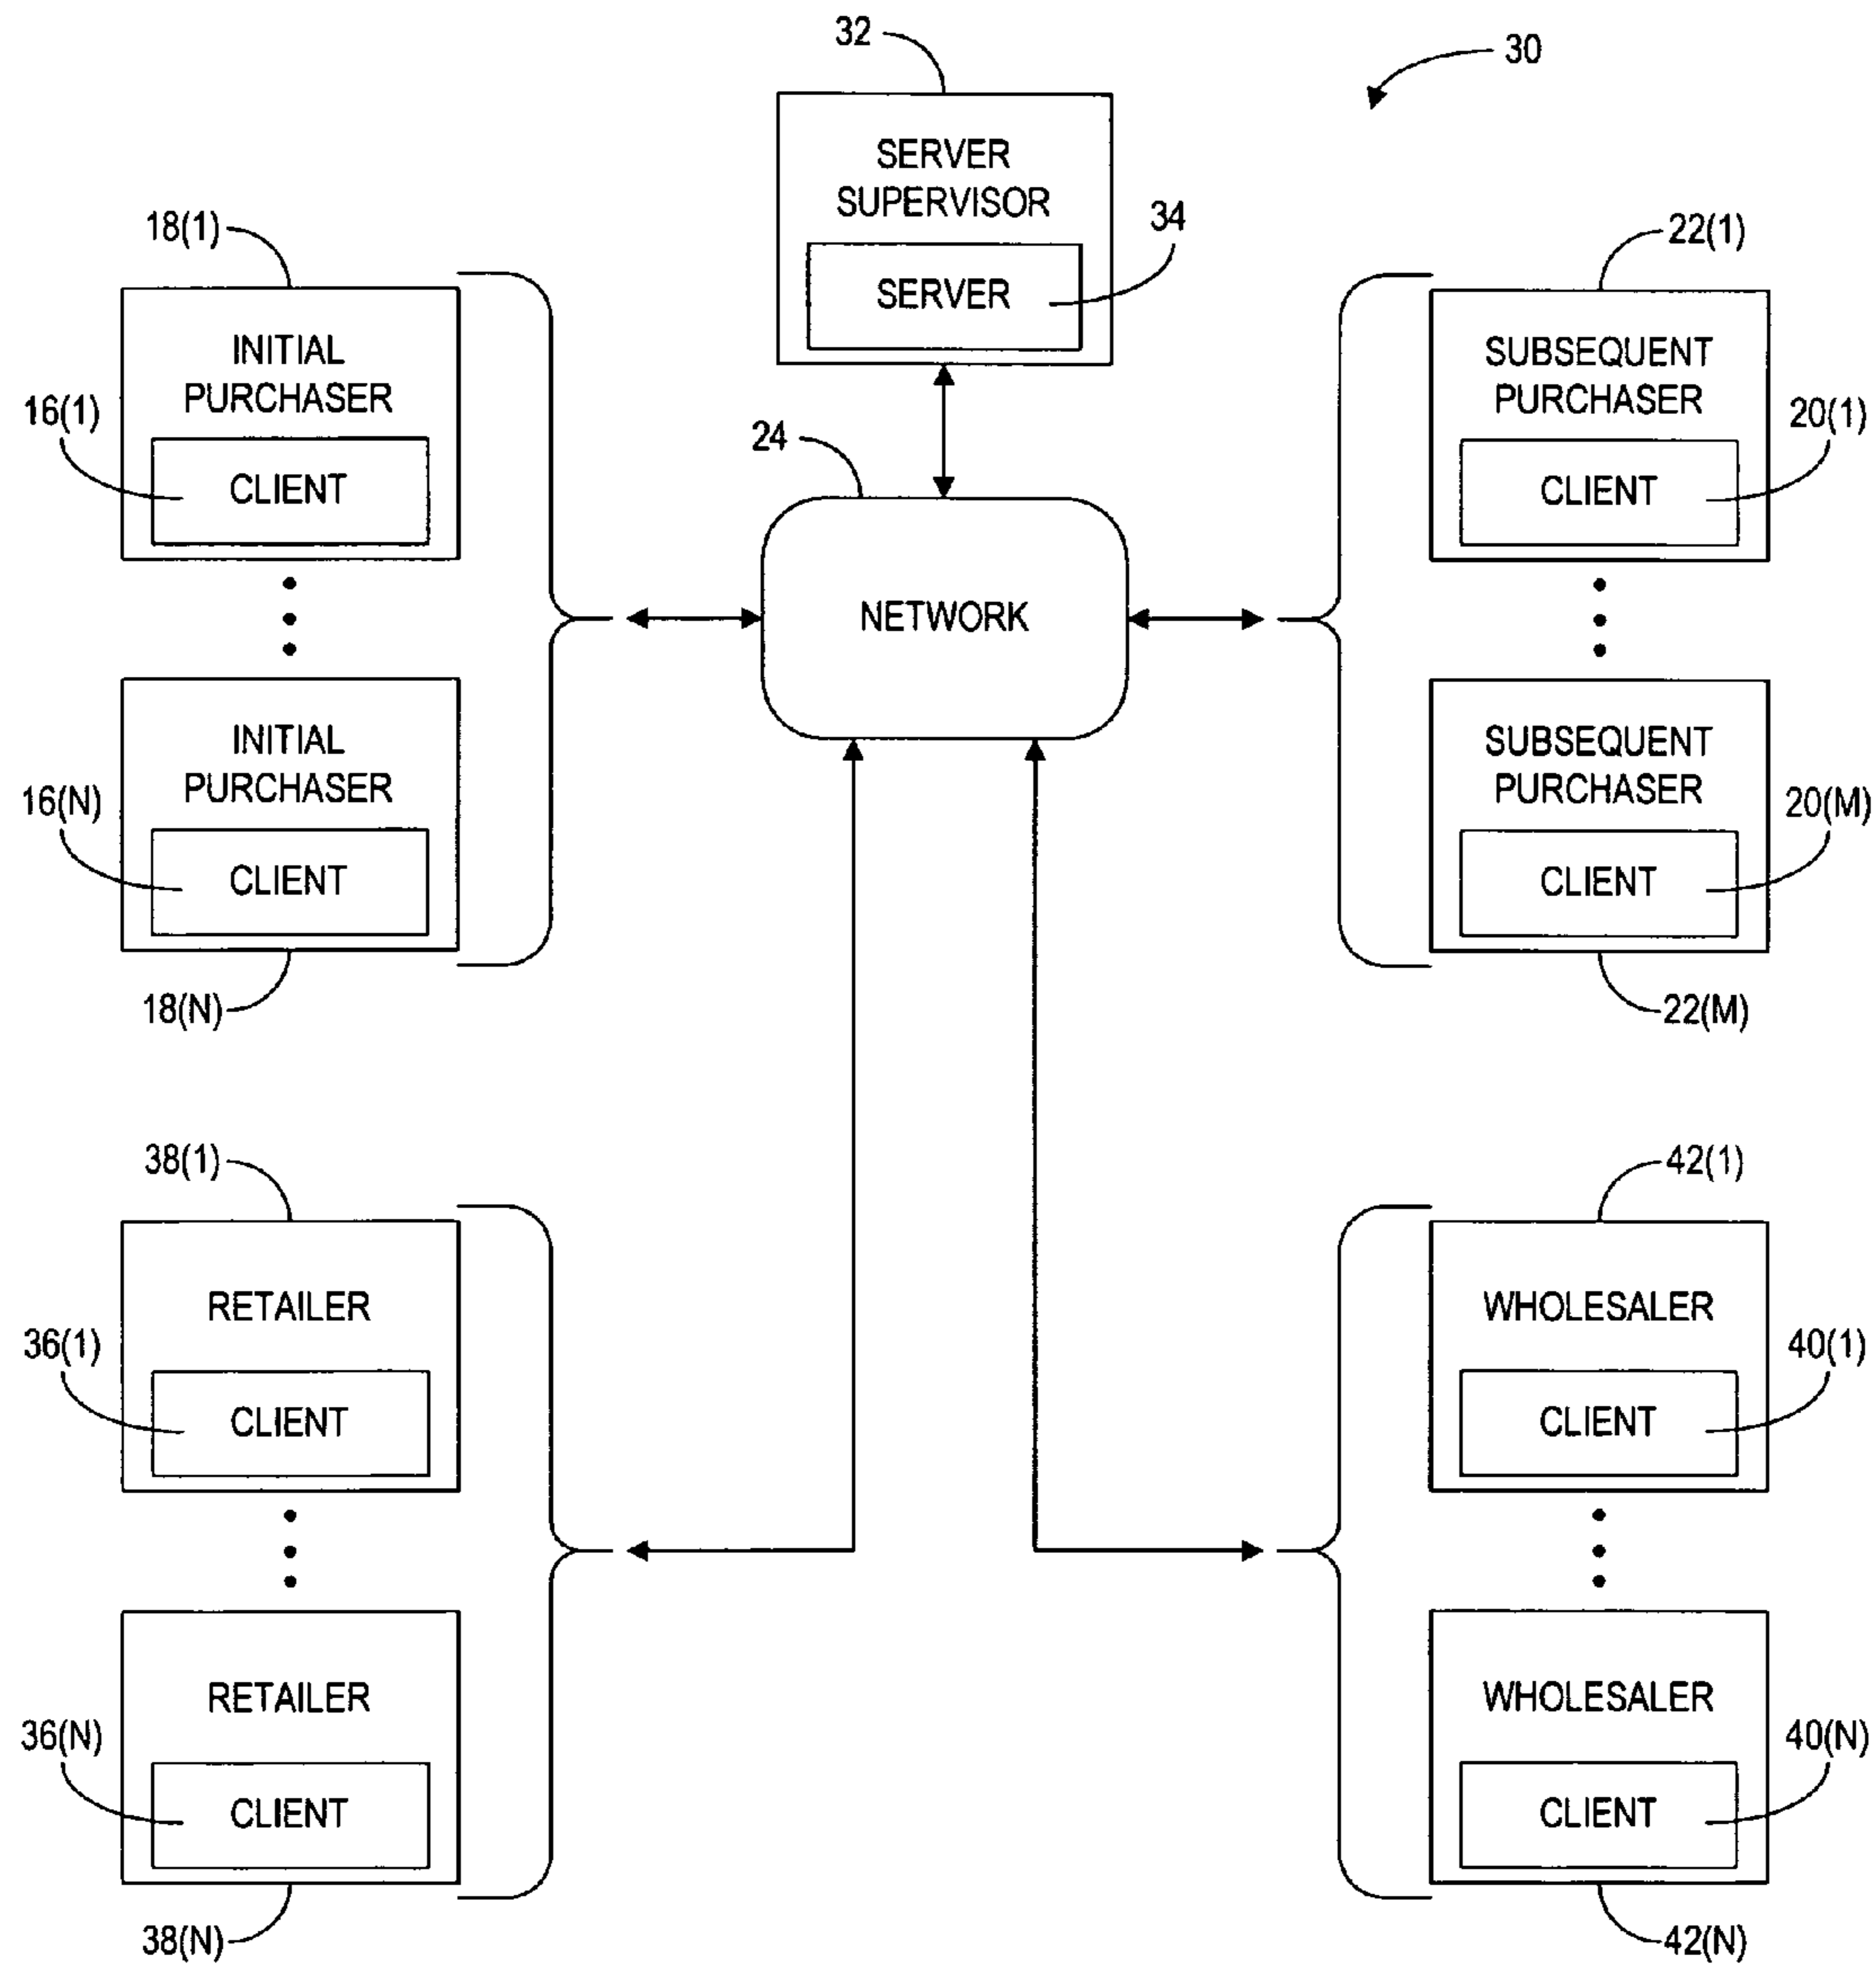 32
30
SERVER
SUPERVISOR
34
SERVER
18(1)
INITIAL
PURCHASER
16(1)
CLIENT
22(1)
SUBSEQUENT
PURCHASER
20(1)
CLIENT
24
NETWORK
INITIAL
PURCHASER
16(N)
CLIENT
18(N)
SUBSEQUENT
PURCHASER
20(M)
CLIENT
22(M)
38(1)
RETAILER
36(1)
CLIENT
42(1)
WHOLESALER
40(1)
CLIENT
RETAILER
36(N)
CLIENT
38(N)
WHOLESALER
40(N)
CLIENT
42(N)